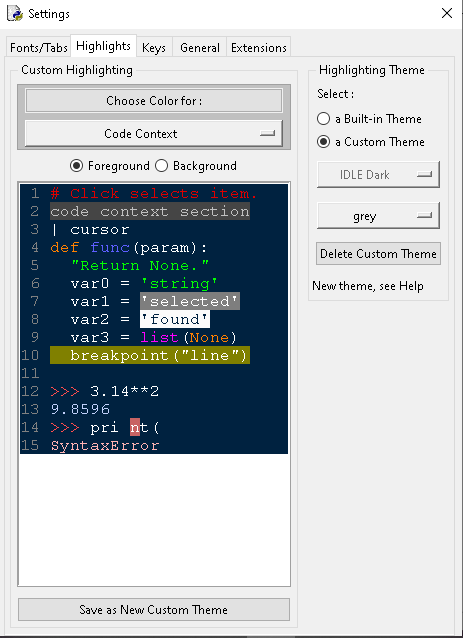 Settings
Fonts/Tabs Highlights Keys General Extensions
Custom Highlighting
Choose Color for :
Code Context
Foreground Background
1 # Click selects item.
2 code context section
3 | cursor
4 def func(param):
5 "Return None."
6 var0 = 'string'
7 var1 = 'selected'
8 var2 = 'found'
9 var3 = list(None)
10 breakpoint("line")
11
12 >>> 3.14**2
13 9.8596
14 >>> pri nt(
15 SyntaxError
Save as New Custom Theme
Highlighting Theme
Select :
a Built-in Theme
a Custom Theme
IDLE Dark
grey
Delete Custom Theme
New theme, see Help